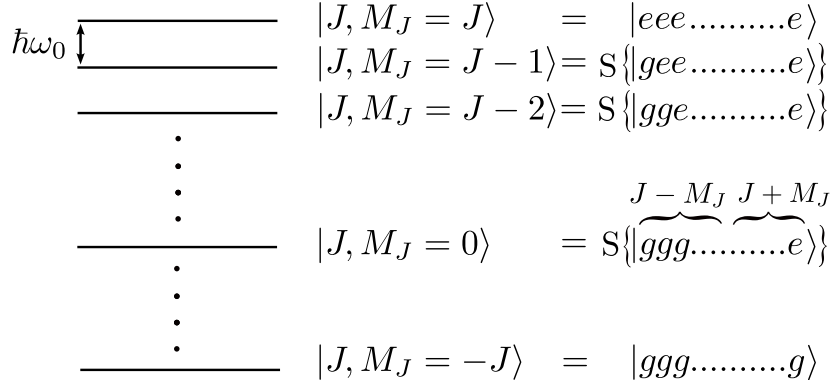 |J, M_J = J⟩ = |eee..........e⟩
ħω₀
|J, M_J = J − 1⟩ = S{|gee..........e⟩}
|J, M_J = J − 2⟩ = S{|gge..........e⟩}
J − M_J J + M_J
|J, M_J = 0⟩ = S{|ggg..........e⟩}
|J, M_J = −J⟩ = |ggg..........g⟩